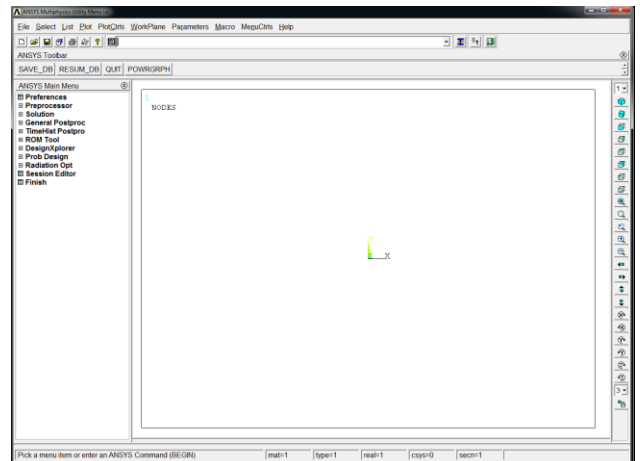 ANSYS Multiphysics Utility Menu
File Select List Plot PlotCtrls WorkPlane Parameters Macro MenuCtrls Help
ANSYS Toolbar
SAVE_DB RESUM_DB QUIT POWRGRPH
ANSYS Main Menu
Preferences
Preprocessor
Solution
General Postproc
TimeHist Postpro
ROM Tool
DesignXplorer
Prob Design
Radiation Opt
Session Editor
Finish
1
NODES
Y
X
1
3
Pick a menu item or enter an ANSYS Command (BEGIN) mat=1 type=1 real=1 csys=0 secn=1